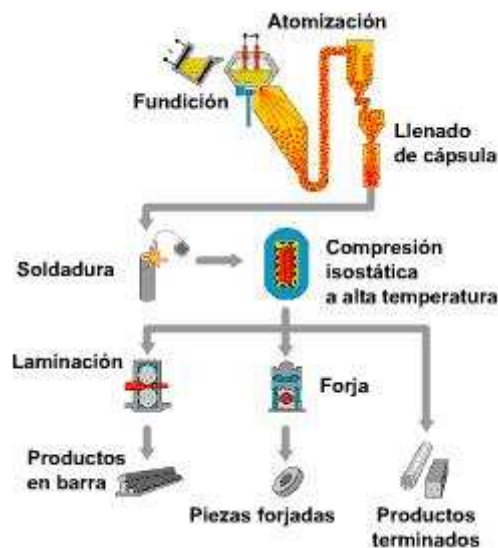 Atomización
Fundición
Llenado
de cápsula
Soldadura
Compresión
isostática
a alta temperatura
Laminación
Forja
Productos
en barra
Piezas forjadas
Productos
terminados